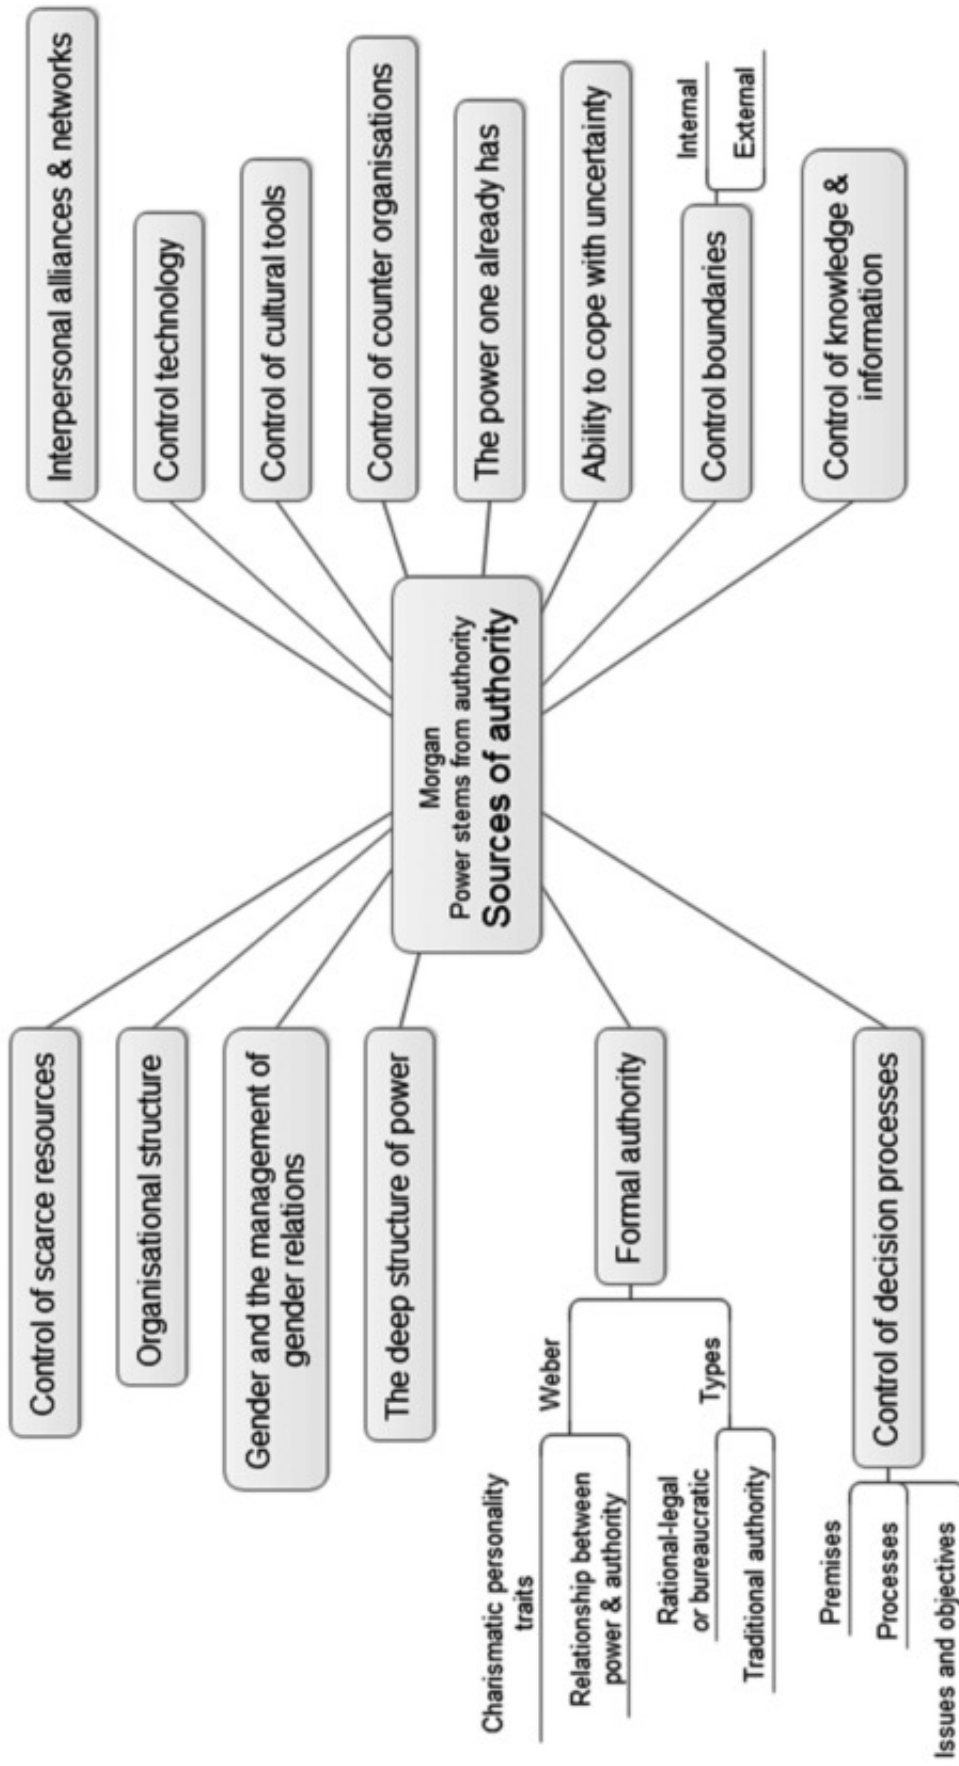 Control of scarce resources
Organisational structure
Gender and the management of
gender relations
The deep structure of power
Formal authority
Weber
Charismatic personality
traits
Relationship between
power & authority
Types
Rational-legal
or bureaucratic
Traditional authority
Control of decision processes
Premises
Processes
Issues and objectives
Morgan
Power stems from authority
Sources of authority
Interpersonal alliances & networks
Control technology
Control of cultural tools
Control of counter organisations
The power one already has
Ability to cope with uncertainty
Control boundaries
Internal
External
Control of knowledge &
information